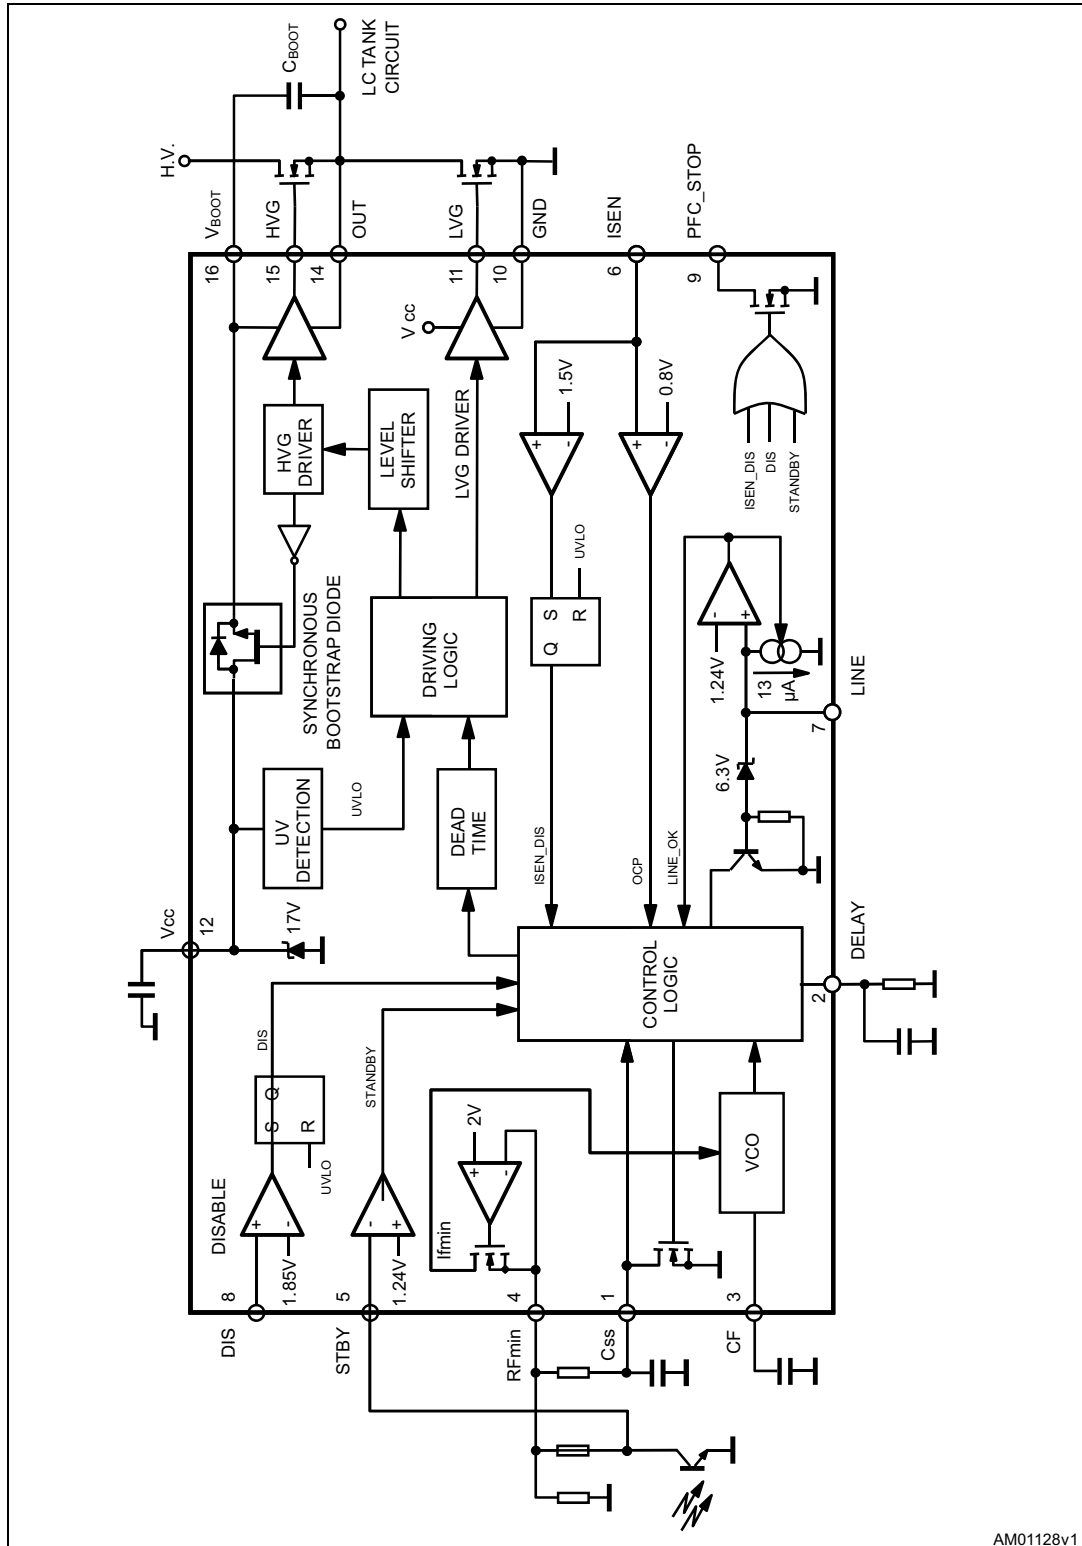 H.V.
CBOOT
LC TANK
CIRCUIT
VBOOT
HVG
OUT
LVG
GND
ISEN
PFC_STOP
16
15
14
11
10
6
9
Vcc
HVG
DRIVER
LEVEL
SHIFTER
LVG DRIVER
SYNCHRONOUS
BOOTSTRAP DIODE
DRIVING
LOGIC
UV
DETECTION
UVLO
DEAD
TIME
+
-
1.5V
+
-
0.8V
Q S
R
UVLO
ISEN_DIS
DIS
STANDBY
ISEN_DIS
OCP
LINE_OK
1.24V
-
+
13
µA
7
LINE
6.3V
Vcc
12
17V
CONTROL
LOGIC
2
DELAY
DIS
STANDBY
S Q
R
UVLO
DISABLE
+
-
1.85V
-
+
1.24V
2V
+
-
Ifmin
VCO
8
5
4
1
3
DIS
STBY
RFmin
Css
CF
AM01128v1